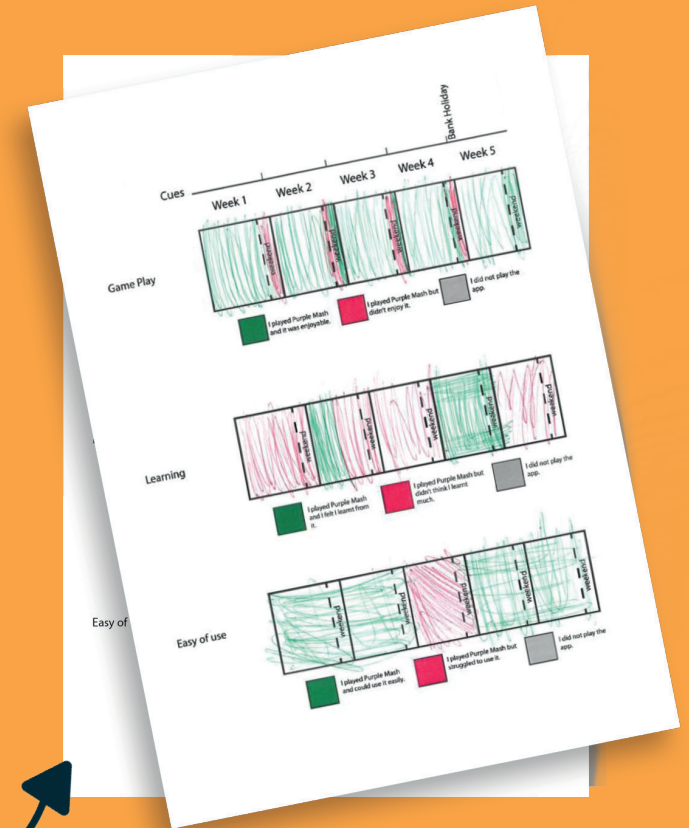 Bank Holiday
Cues
Week 1
Week 2
Week 3
Week 4
Week 5
Game Play
weekend
weekend
weekend
weekend
weekend
I played Purple Mash
and it was enjoyable.
I played Purple Mash but
didn't enjoy it.
I did not play the
app.
Learning
weekend
weekend
weekend
weekend
weekend
I played Purple Mash
and I felt I learnt from
it.
I played Purple Mash but
didn't think I learnt
much.
I did not play the
app.
Easy of
Easy of use
weekend
weekend
weekend
weekend
weekend
I played Purple Mash
and could use it easily.
I played Purple Mash but
struggled to use it.
I did not play the
app.